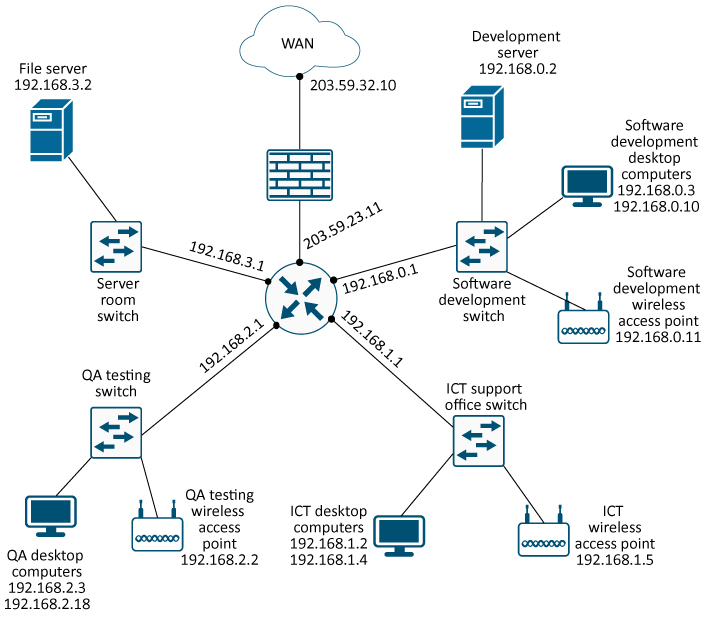 WAN
203.59.32.10
File server
192.168.3.2
Development
server
192.168.0.2
Software
development
desktop
computers
192.168.0.3
192.168.0.10
203.59.23.11
192.168.3.1
192.168.0.1
Server
room
switch
Software
development
switch
Software
development
wireless
access point
192.168.0.11
192.168.2.1
192.168.1.1
QA testing
switch
ICT support
office switch
QA desktop
computers
192.168.2.3
192.168.2.18
QA testing
wireless
access
point
192.168.2.2
ICT desktop
computers
192.168.1.2
192.168.1.4
ICT
wireless
access point
192.168.1.5